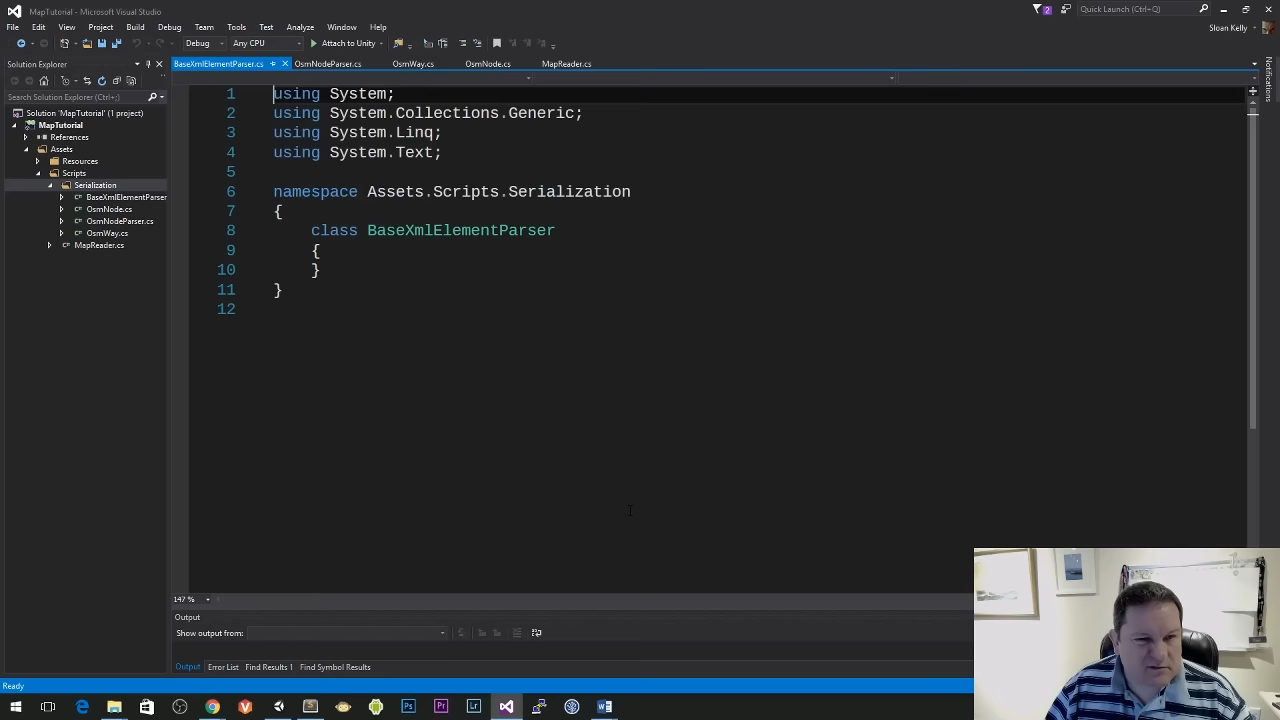 MapTutorial - Microsoft Visual Studio
2
Quick Launch (Ctrl+Q)
File Edit View Project Build Debug Team Tools Test Analyze Window Help
Sloan Kelly
Debug Any CPU Attach to Unity
Solution Explorer
BaseXmlElementParser.cs OsmNodeParser.cs OsmWay.cs OsmNode.cs MapReader.cs
Notifications
Search Solution Explorer (Ctrl+;)
Solution 'MapTutorial' (1 project)
MapTutorial
References
Assets
Resources
Scripts
Serialization
BaseXmlElementParser
OsmNode.cs
OsmNodeParser.cs
OsmWay.cs
MapReader.cs
1 using System;
2 using System.Collections.Generic;
3 using System.Linq;
4 using System.Text;
5
6 namespace Assets.Scripts.Serialization
7 {
8 class BaseXmlElementParser
9 {
10 }
11 }
12
147 %
Output
Show output from:
Output Error List Find Results 1 Find Symbol Results
Ready